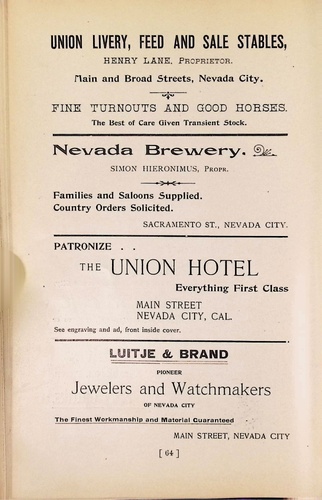 UNION LIVERY, FEED AND SALE STABLES,
HENRY LANE, PROPRIETOR.
Main and Broad Streets, Nevada City.
FINE TURNOUTS AND GOOD HORSES.
The Best of Care Given Transient Stock.
Nevada Brewery.
SIMON HIERONIMUS, PROPR.
Families and Saloons Supplied.
Country Orders Solicited.
SACRAMENTO ST., NEVADA CITY.
PATRONIZE . .
THE UNION HOTEL
Everything First Class
MAIN STREET
NEVADA CITY, CAL.
See engraving and ad, front inside cover.
LUITJE & BRAND
PIONEER
Jewelers and Watchmakers
OF NEVADA CITY
The Finest Workmanship and Material Guaranteed
MAIN STREET, NEVADA CITY
[ 64 ]